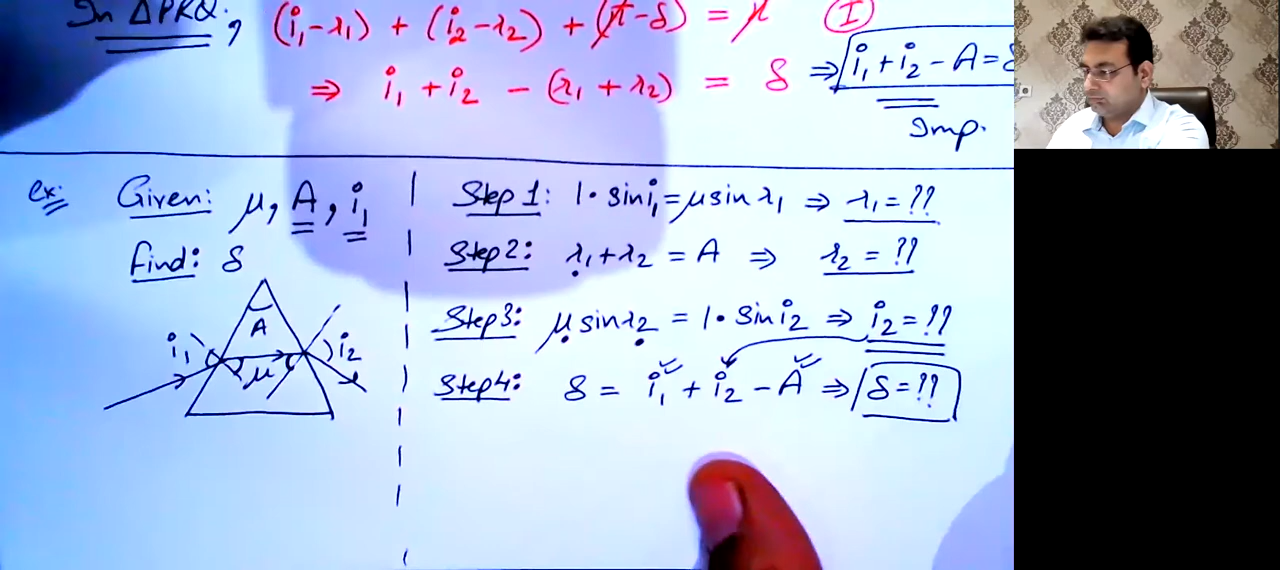 In ΔPRQ, (i₁-r₁) + (i₂-r₂) + (π-δ) = π (I)
⇒ i₁ + i₂ - (r₁ + r₂) = δ ⇒ i₁ + i₂ - A = δ
Imp.
ex:
Given: μ, A, i₁
find: δ
A
i₁
i₂
μ
Step 1: 1· sin i₁ = μ sin r₁ ⇒ r₁ = ??
Step 2: r₁ + r₂ = A ⇒ r₂ = ??
Step 3: μ sin r₂ = 1· sin i₂ ⇒ i₂ = ??
Step 4: δ = i₁ + i₂ - A ⇒ δ = ??